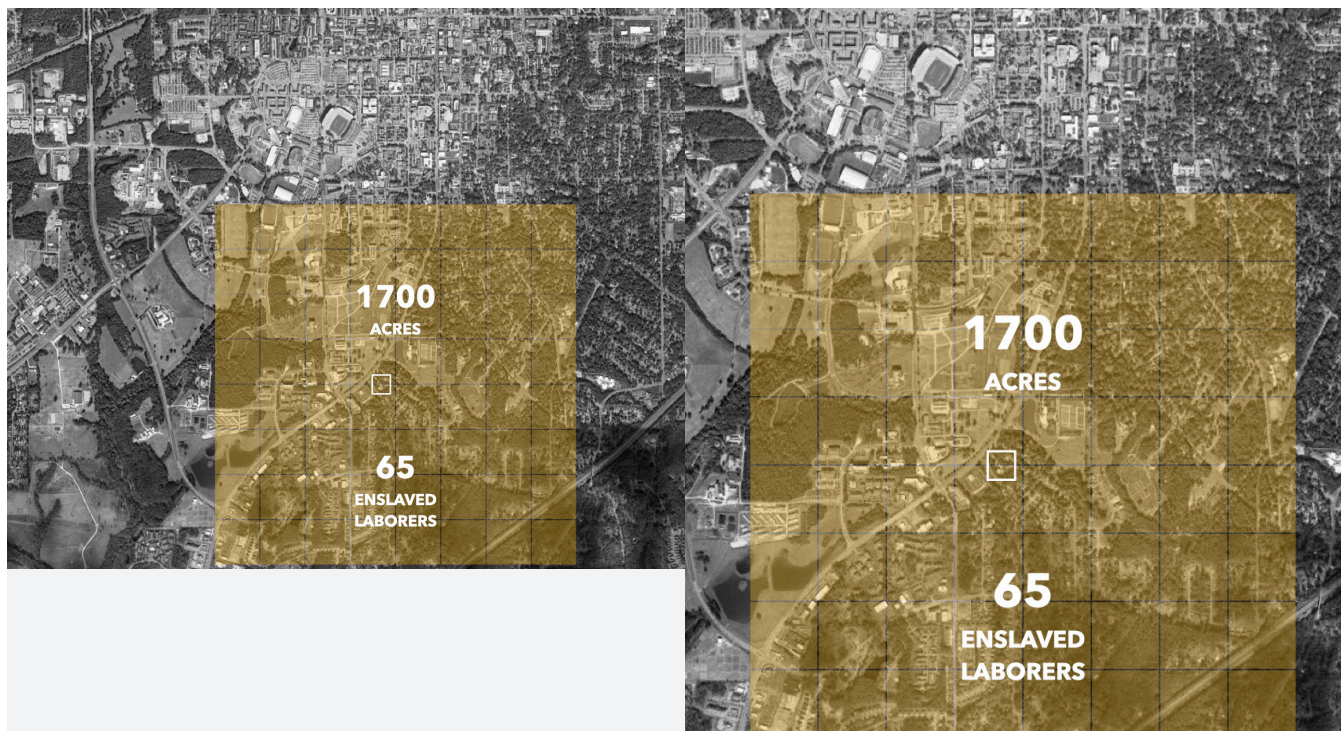 1700
ACRES
65
ENSLAVED
LABORERS
1700
ACRES
65
ENSLAVED
LABORERS